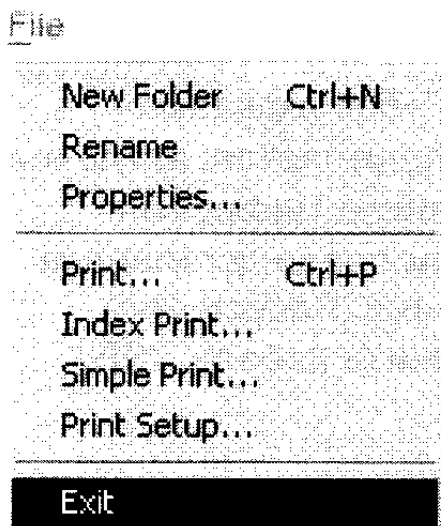 File
New Folder Ctrl+N
Rename
Properties...
Print... Ctrl+P
Index Print...
Simple Print...
Print Setup...
Exit